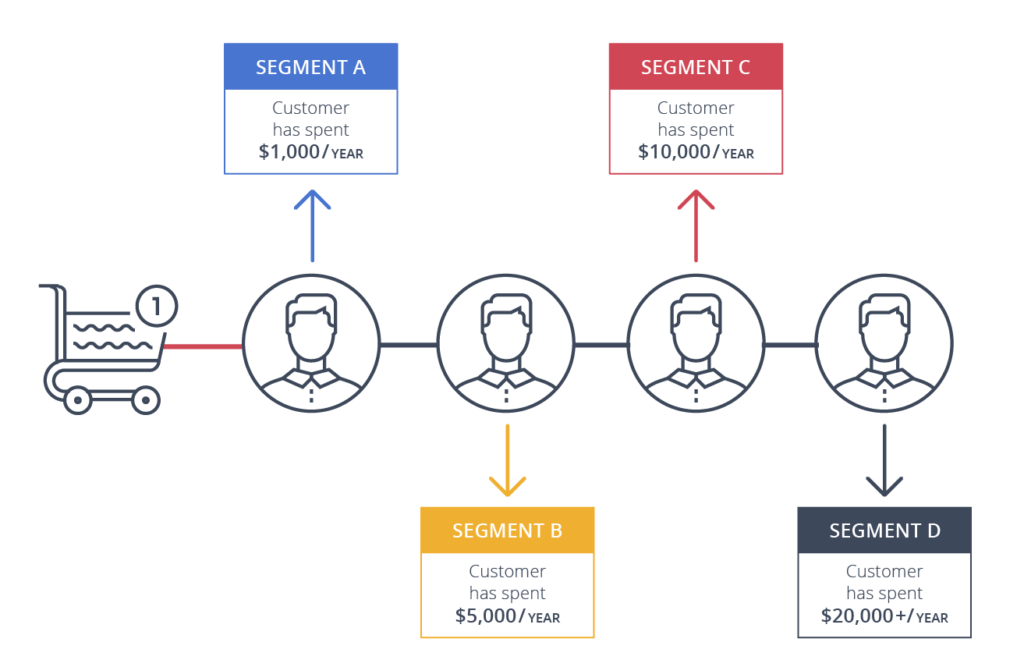 SEGMENT A
Customer
has spent
$1,000/YEAR
SEGMENT C
Customer
has spent
$10,000/YEAR
1
SEGMENT B
Customer
has spent
$5,000/YEAR
SEGMENT D
Customer
has spent
$20,000+/YEAR